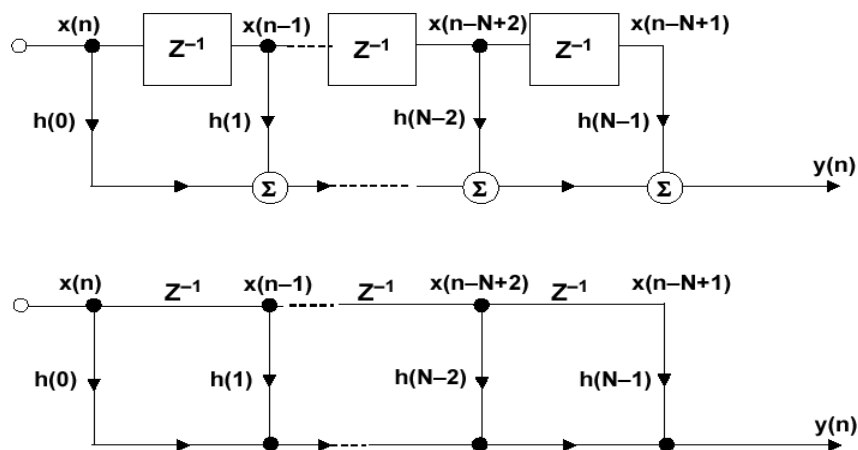 x(n) x(n–1) x(n–N+2) x(n–N+1)
Z–1 Z–1 Z–1
h(0) h(1) h(N–2) h(N–1)
y(n)
Σ Σ Σ
x(n) x(n–1) x(n–N+2) x(n–N+1)
Z–1 Z–1 Z–1
h(0) h(1) h(N–2) h(N–1)
y(n)